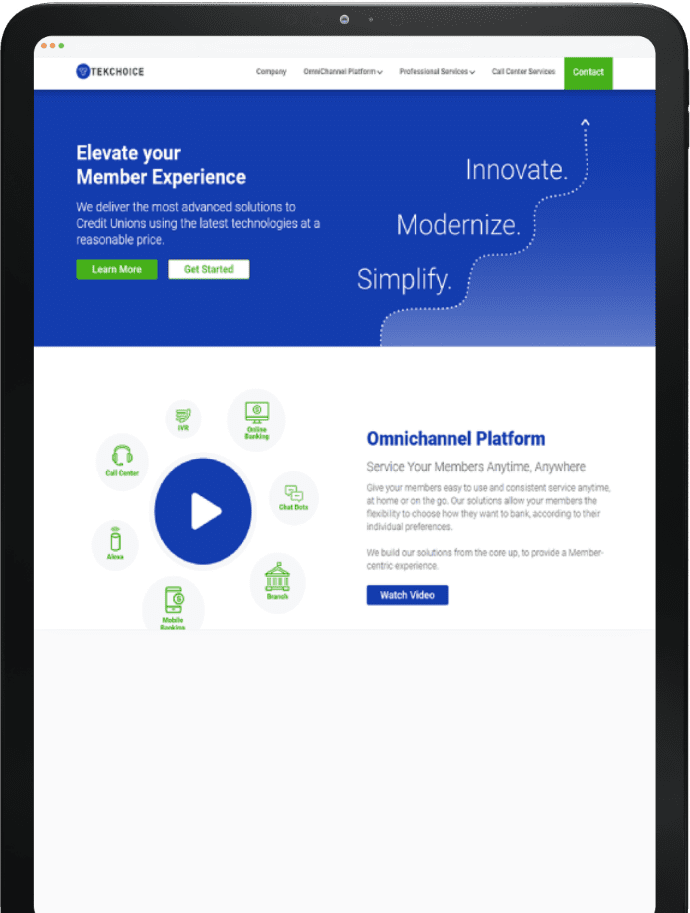 TEKCHOICE
Company OmniChannel Platform Professional Services Call Center Services Contact
Elevate your
Member Experience
We deliver the most advanced solutions to
Credit Unions using the latest technologies at a
reasonable price.
Learn More Get Started
Innovate.
Modernize.
Simplify.
IVR
Online
Banking
Call Center
Chat Bots
Alexa
Branch
Mobile
Banking
Omnichannel Platform
Service Your Members Anytime, Anywhere
Give your members easy to use and consistent service anytime,
at home or on the go. Our solutions allow your members the
flexibility to choose how they want to bank, according to their
individual preferences.
We build our solutions from the core up, to provide a Member-
centric experience.
Watch Video